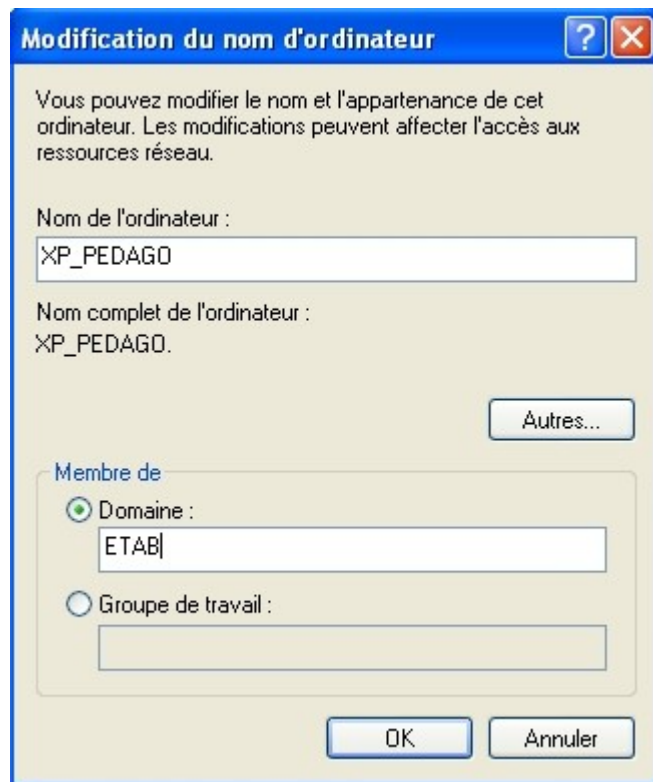 Modification du nom d'ordinateur
Vous pouvez modifier le nom et l'appartenance de cet
ordinateur. Les modifications peuvent affecter l'accès aux
ressources réseau.
Nom de l'ordinateur :
XP_PEDAGO
Nom complet de l'ordinateur :
XP_PEDAGO.
Autres...
Membre de
Domaine :
ETAB
Groupe de travail :
OK Annuler